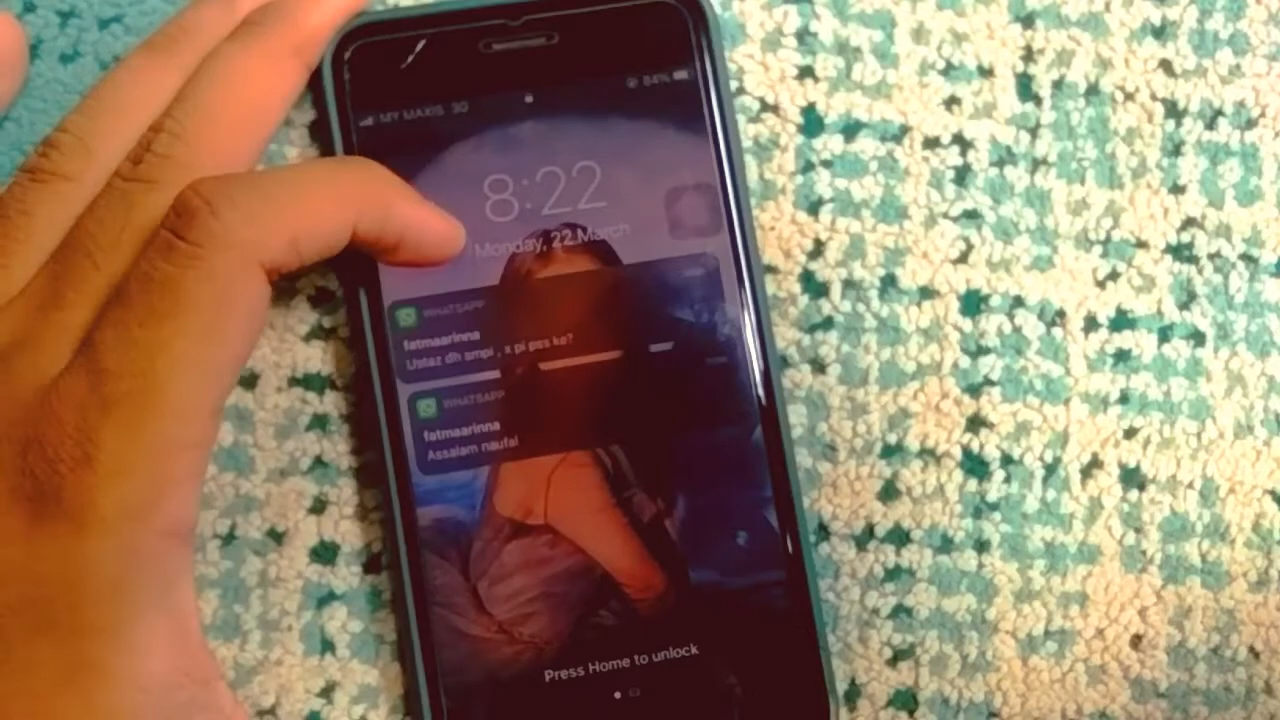 MY MAXIS 3G
84%
8:22
Monday, 22 March
WHATSAPP
fatmaarinna
Ustaz dh smpi , x pi pss ke?
WHATSAPP
fatmaarinna
Assalam naufal
Press Home to unlock